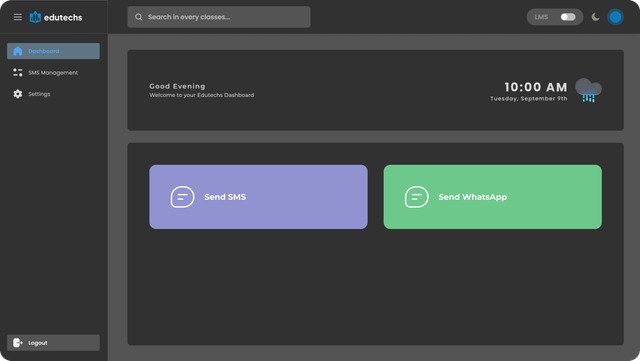 edutechs
Search in every classes...
LMS
Dashboard
SMS Management
Settings
Good Evening
Welcome to your Edutechs Dashboard
10:00 AM
Tuesday, September 9th
Send SMS
Send WhatsApp
Logout